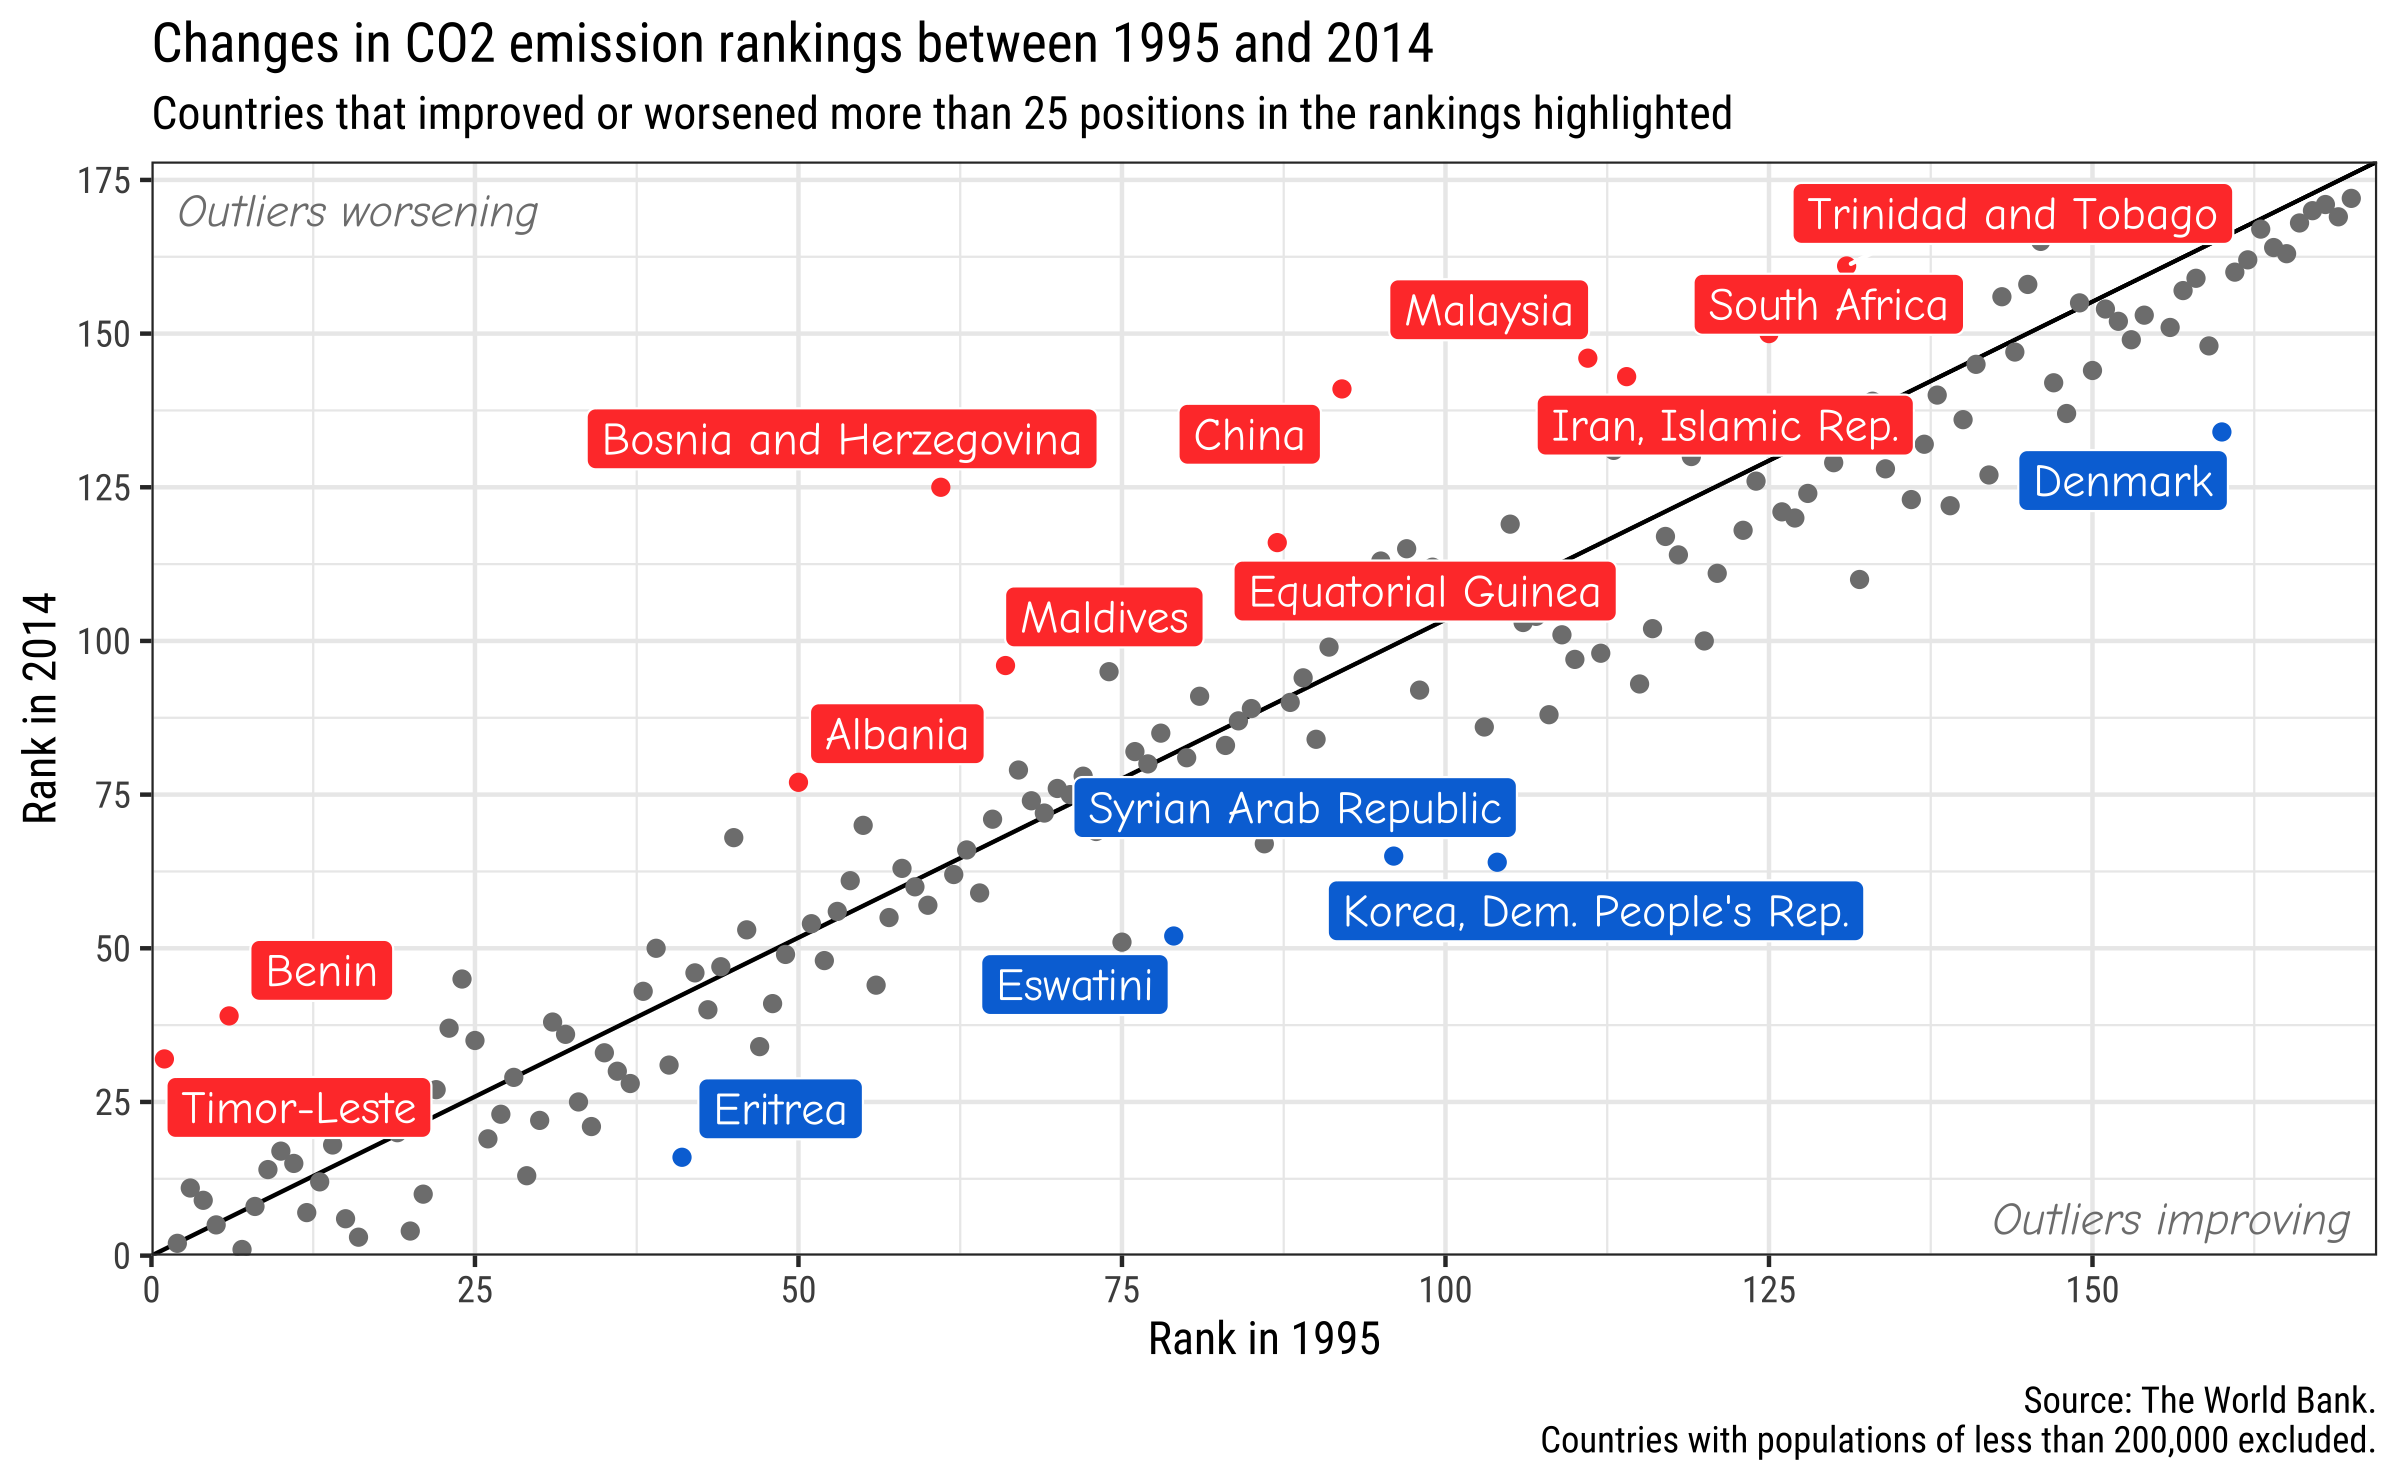 Changes in CO2 emission rankings between 1995 and 2014
Countries that improved or worsened more than 25 positions in the rankings highlighted
175
Outliers worsening
Trinidad and Tobago
South Africa
Malaysia
150
Iran, Islamic Rep.
China
Bosnia and Herzegovina
Denmark
125
Equatorial Guinea
Maldives
Rank in 2014
100
Albania
Syrian Arab Republic
75
Korea, Dem. People's Rep.
50
Benin
Eswatini
Timor-Leste
Eritrea
25
Outliers improving
0
0 25 50 75 100 125 150
Rank in 1995
Source: The World Bank.
Countries with populations of less than 200,000 excluded.